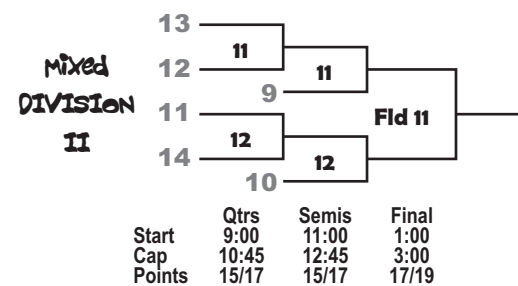 13
11
Mixed
12
11
9
DIVISION
11
Fld 11
II
12
14
12
10
Qtrs Semis Final
Start 9:00 11:00 1:00
Cap 10:45 12:45 3:00
Points 15/17 15/17 17/19